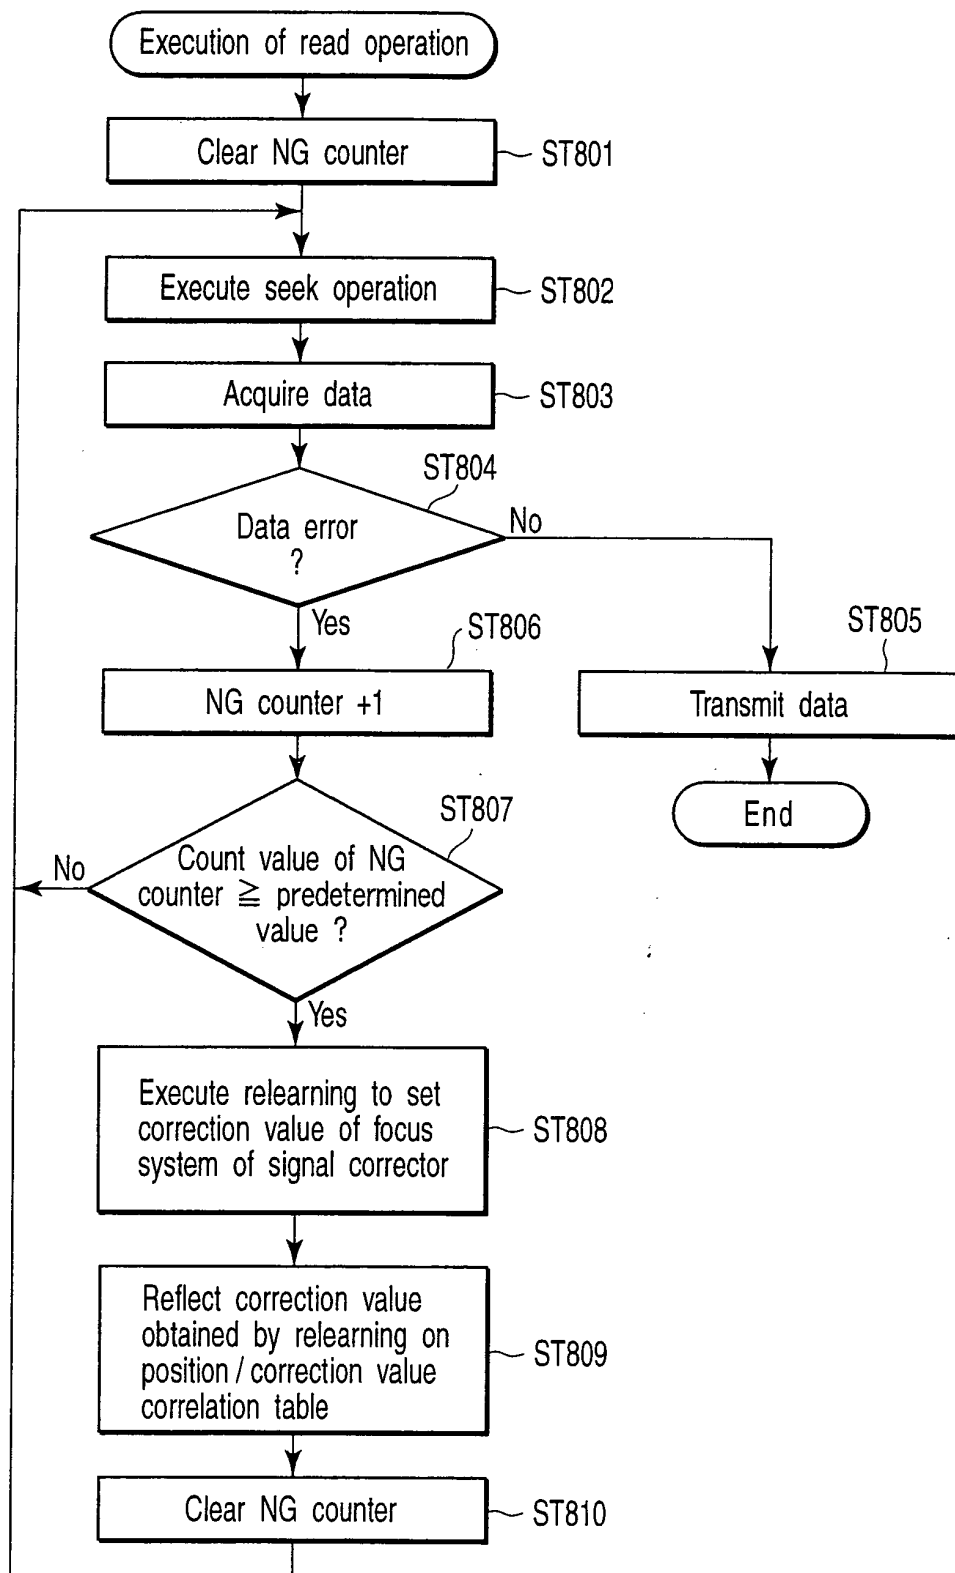 Execution of read operation
Clear NG counter
ST801
Execute seek operation
ST802
Acquire data
ST803
ST804
Data error
?
No
Yes
ST806
ST805
NG counter +1
Transmit data
End
ST807
No
Count value of NG
counter ≧ predetermined
value ?
Yes
Execute relearning to set
correction value of focus
system of signal corrector
ST808
Reflect correction value
obtained by relearning on
position / correction value
correlation table
ST809
Clear NG counter
ST810